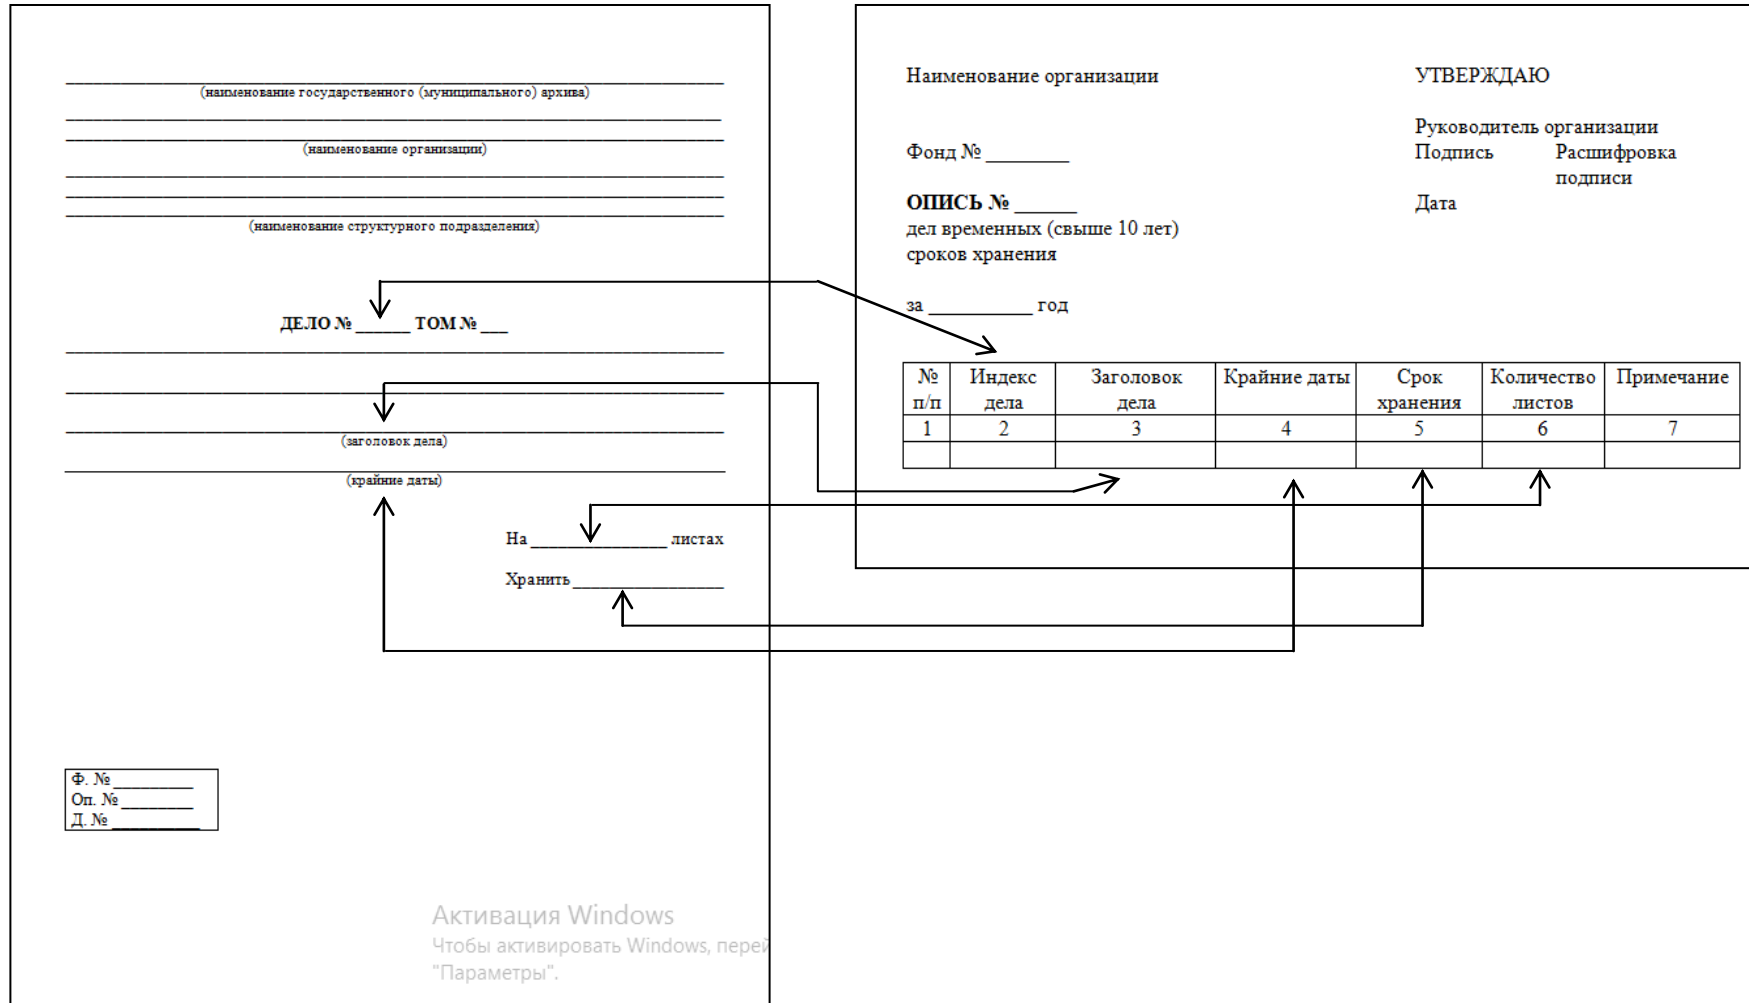 (наименование государственного (муниципального) архива)
(наименование организации)
(наименование структурного подразделения)
ДЕЛО № ______ ТОМ № ___
(заголовок дела)
(крайние даты)
На _______________ листах
Хранить _________________
Ф. № _________
Оп. № ________
Д. № __________
Активация Windows
Чтобы активировать Windows, перей
"Параметры".
Наименование организации
УТВЕРЖДАЮ
Руководитель организации
Фонд № ________
Подпись Расшифровка
подписи
ОПИСЬ № ______
Дата
дел временных (свыше 10 лет)
сроков хранения
за __________ год
№ п/п Индекс дела Заголовок дела Крайние даты Срок хранения Количество листов Примечание
1 2 3 4 5 6 7